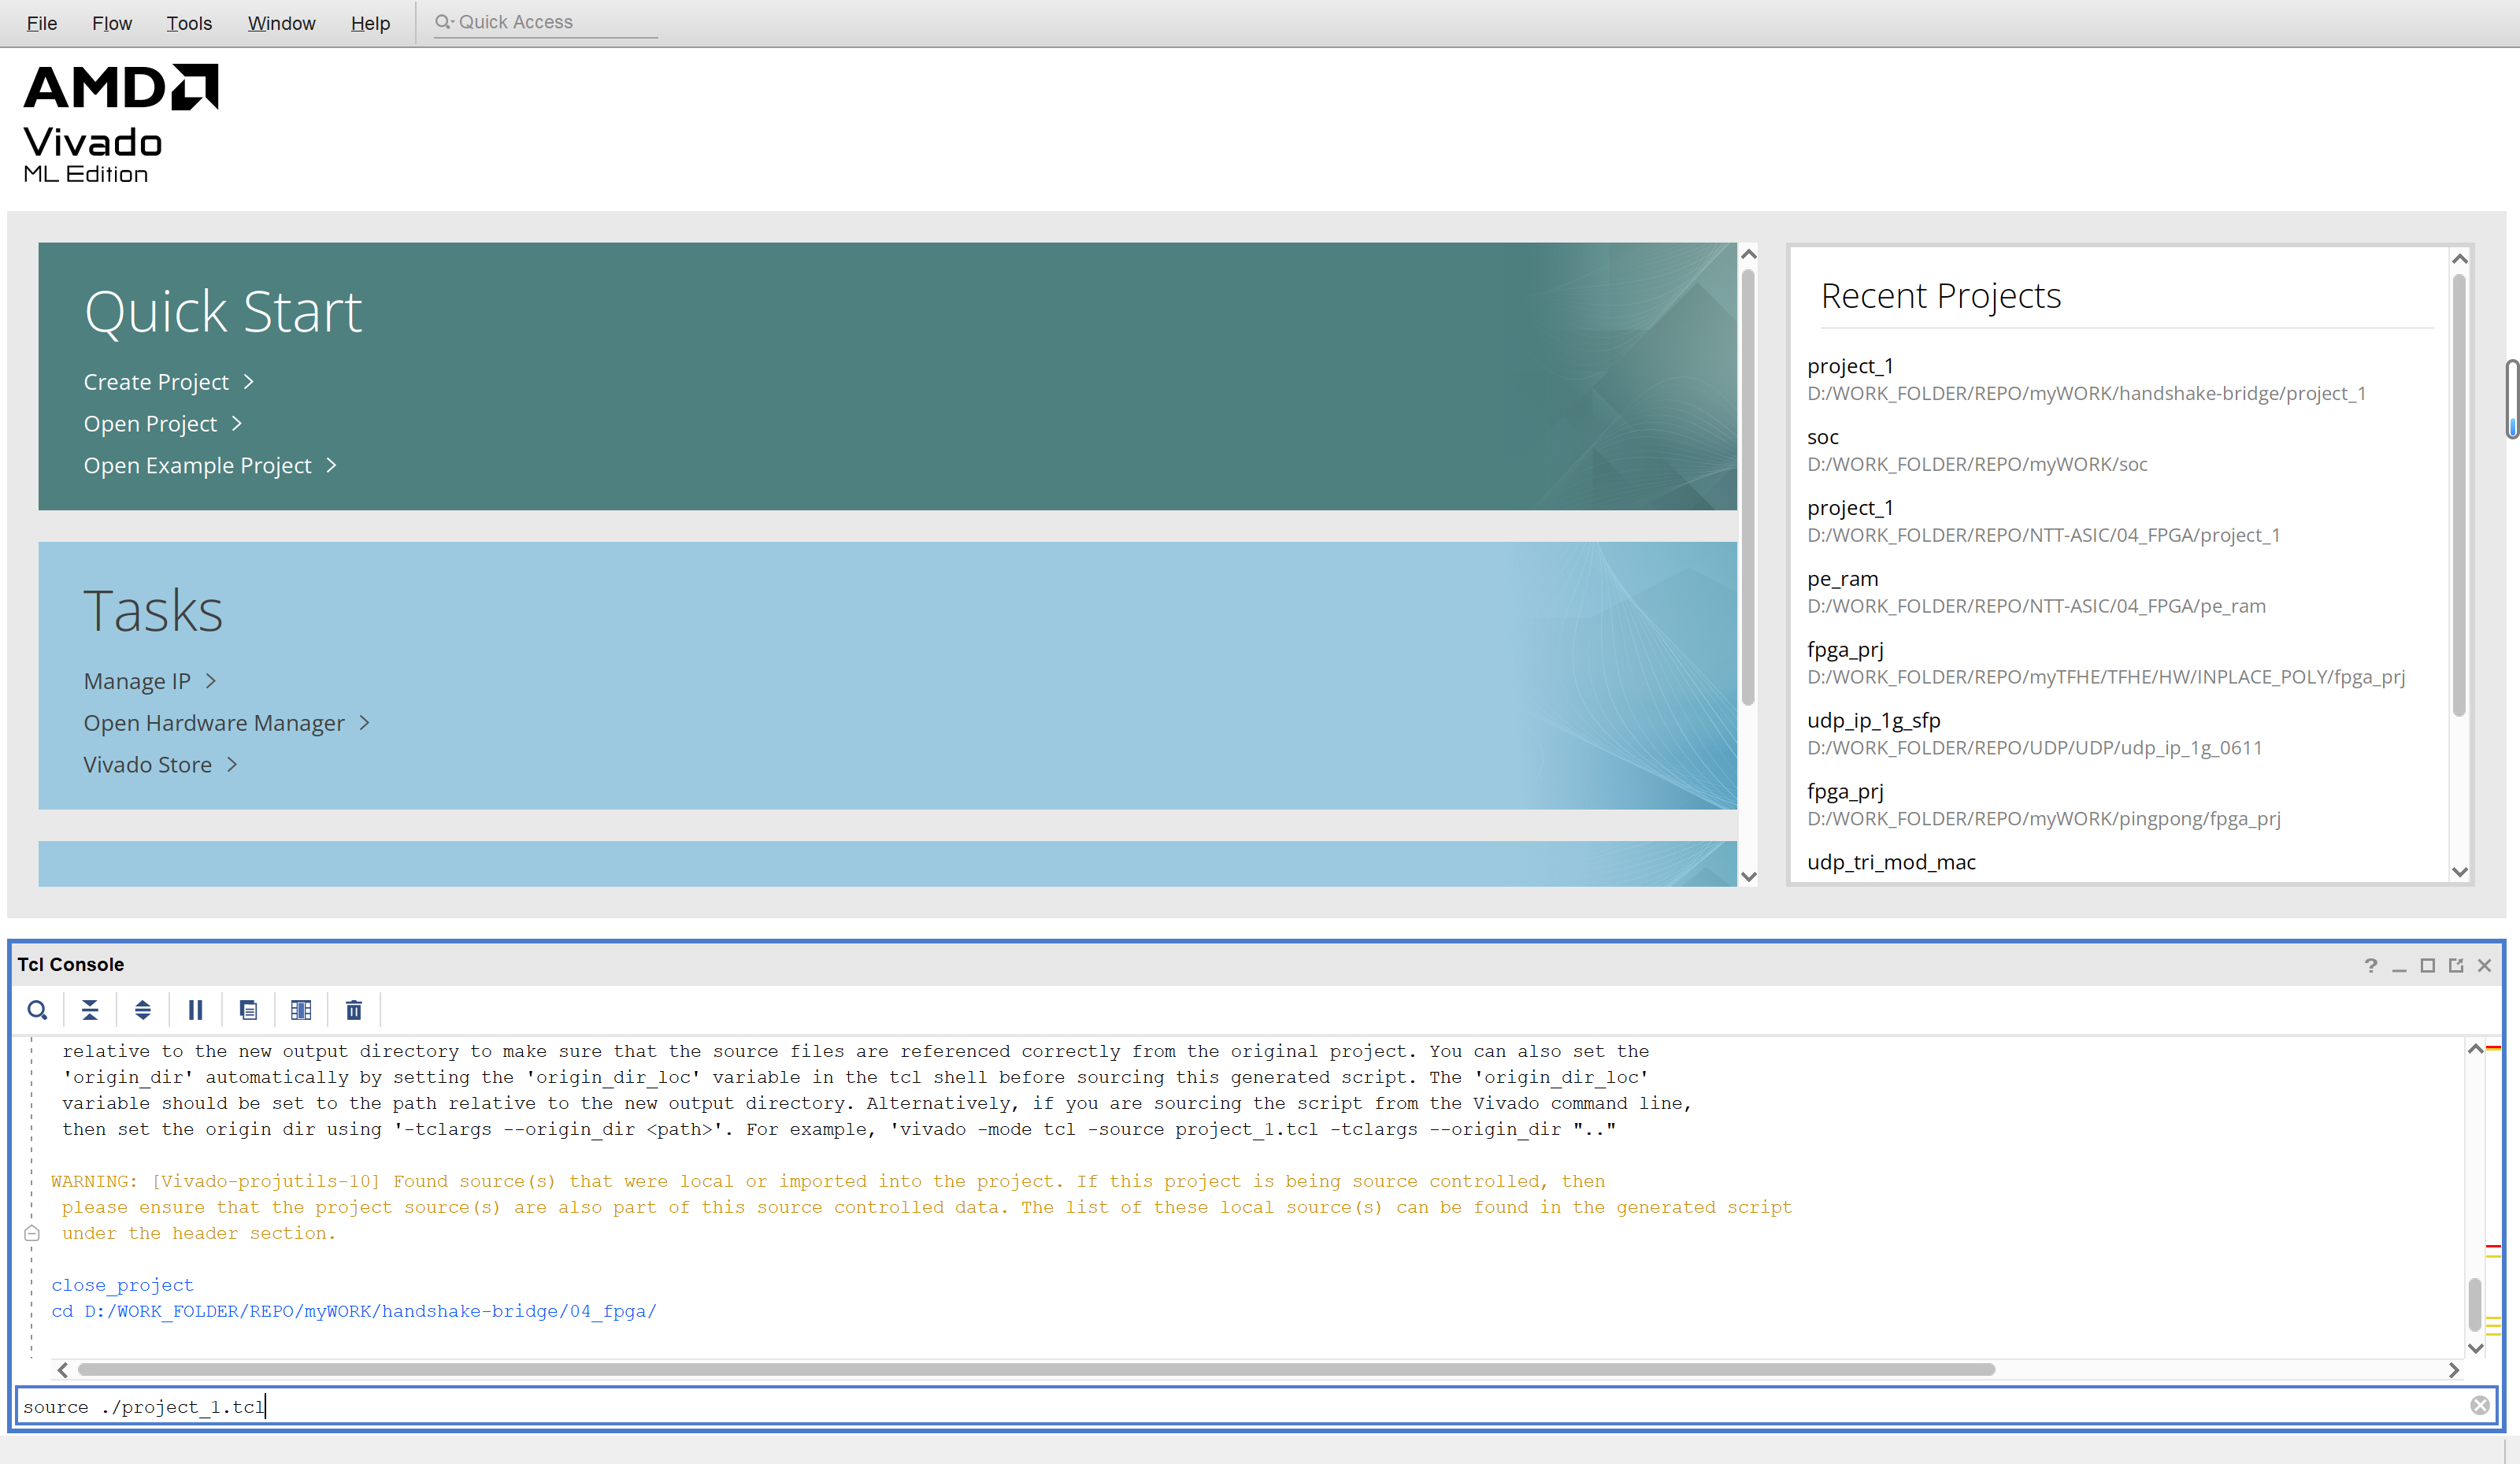 File Flow Tools Window Help Quick Access
AMD
Vivado
ML Edition
Quick Start
Create Project
Open Project
Open Example Project
Tasks
Manage IP
Open Hardware Manager
Vivado Store
Recent Projects
project_1
D:/WORK_FOLDER/REPO/myWORK/handshake-bridge/project_1
soc
D:/WORK_FOLDER/REPO/myWORK/soc
project_1
D:/WORK_FOLDER/REPO/NTT-ASIC/04_FPGA/project_1
pe_ram
D:/WORK_FOLDER/REPO/NTT-ASIC/04_FPGA/pe_ram
fpga_prj
D:/WORK_FOLDER/REPO/myTFHE/TFHE/HW/INPLACE_POLY/fpga_prj
udp_ip_1g_sfp
D:/WORK_FOLDER/REPO/UDP/UDP/udp_ip_1g_0611
fpga_prj
D:/WORK_FOLDER/REPO/myWORK/pingpong/fpga_prj
udp_tri_mod_mac
Tcl Console
relative to the new output directory to make sure that the source files are referenced correctly from the original project. You can also set the
'origin_dir' automatically by setting the 'origin_dir_loc' variable in the tcl shell before sourcing this generated script. The 'origin_dir_loc'
variable should be set to the path relative to the new output directory. Alternatively, if you are sourcing the script from the Vivado command line,
then set the origin dir using '-tclargs --origin_dir <path>'. For example, 'vivado -mode tcl -source project_1.tcl -tclargs --origin_dir ".."
WARNING: [Vivado-projutils-10] Found source(s) that were local or imported into the project. If this project is being source controlled, then
please ensure that the project source(s) are also part of this source controlled data. The list of these local source(s) can be found in the generated script
under the header section.
close_project
cd D:/WORK_FOLDER/REPO/myWORK/handshake-bridge/04_fpga/
source ./project_1.tcl